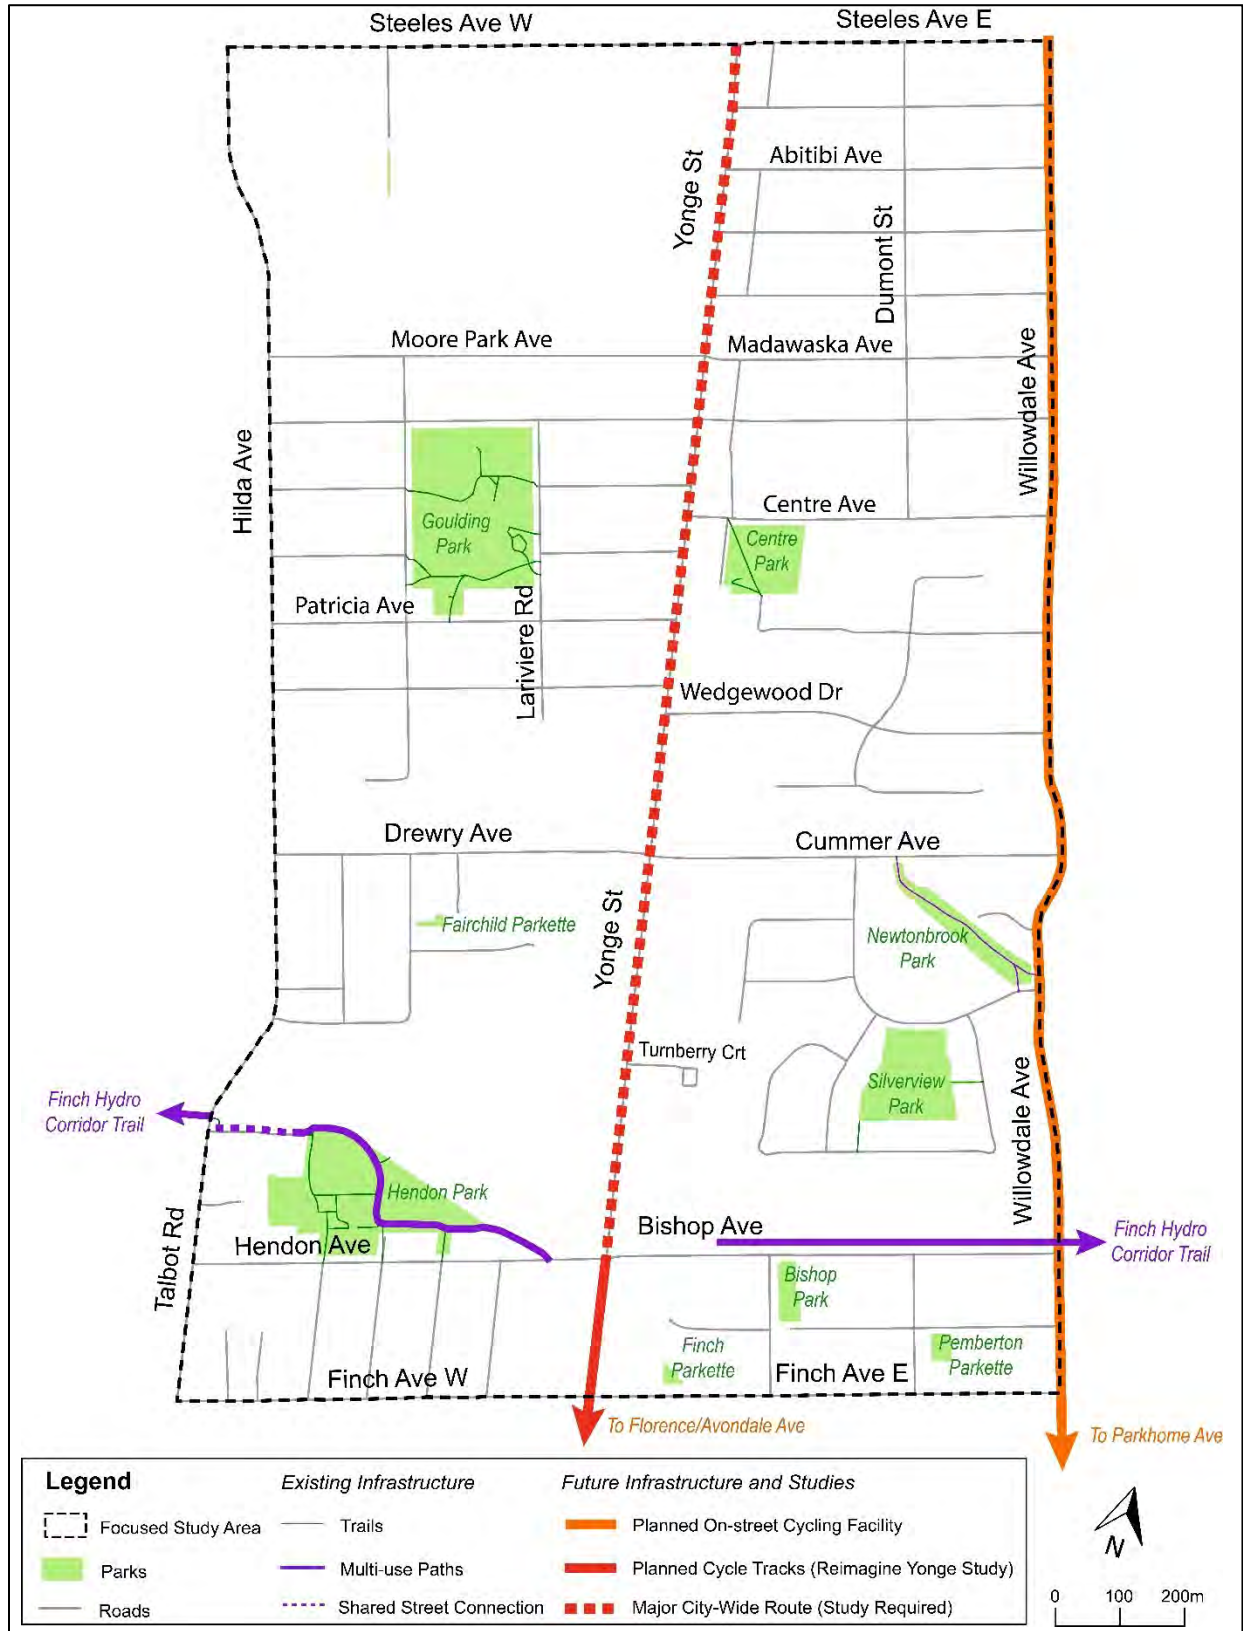 Steeles Ave W
Steeles Ave E
Yonge St
Abitibi Ave
Dumont St
Moore Park Ave
Madawaska Ave
Willowdale Ave
Hilda Ave
Goulding
Park
Centre Ave
Centre
Park
Patricia Ave
Lariviere Rd
Wedgewood Dr
Drewry Ave
Cummer Ave
Fairchild Parkette
Yonge St
Newtonbrook
Park
Turnberry Crt
Silverview
Park
Finch Hydro
Corridor Trail
Hendon Park
Willowdale Ave
Bishop Ave
Finch Hydro
Corridor Trail
Talbot Rd
Hendon Ave
Bishop
Park
Finch
Parkette
Pemberton
Parkette
Finch Ave W
Finch Ave E
To Florence/Avondale Ave
To Parkhome Ave
Legend
Existing Infrastructure
Future Infrastructure and Studies
Focused Study Area
Trails
Planned On-street Cycling Facility
Parks
Multi-use Paths
Planned Cycle Tracks (Reimagine Yonge Study)
Roads
Shared Street Connection
Major City-Wide Route (Study Required)
N
0 100 200m